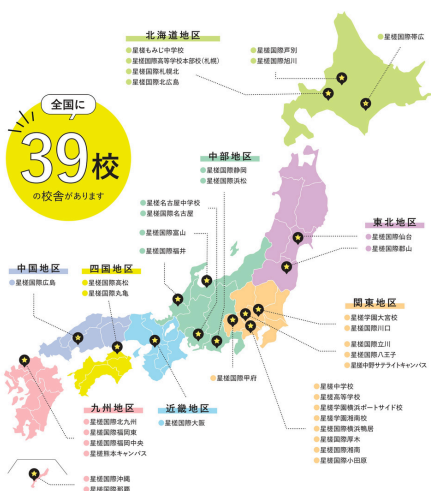 北海道地区
星槎もみじ中学校
星槎国際高等学校本部校(札幌)
星槎国際札幌北
星槎国際北広島
星槎国際芦別
星槎国際旭川
星槎国際帯広
全国に
39校
の校舎があります
中部地区
星槎国際静岡
星槎国際浜松
星槎名古屋中学校
星槎国際名古屋
星槎国際富山
星槎国際福井
東北地区
星槎国際仙台
星槎国際郡山
中国地区
星槎国際広島
四国地区
星槎国際高松
星槎国際丸亀
関東地区
星槎学園大宮校
星槎国際川口
星槎国際立川
星槎国際八王子
星槎中野サテライトキャンパス
星槎国際甲府
星槎中学校
星槎高等学校
星槎学園横浜ポートサイド校
星槎学園湘南校
星槎国際横浜鴨居
星槎国際厚木
星槎国際湘南
星槎国際小田原
九州地区
星槎国際北九州
星槎国際福岡東
星槎国際福岡中央
星槎熊本キャンパス
近畿地区
星槎国際大阪
星槎国際沖縄
星槎国際那覇